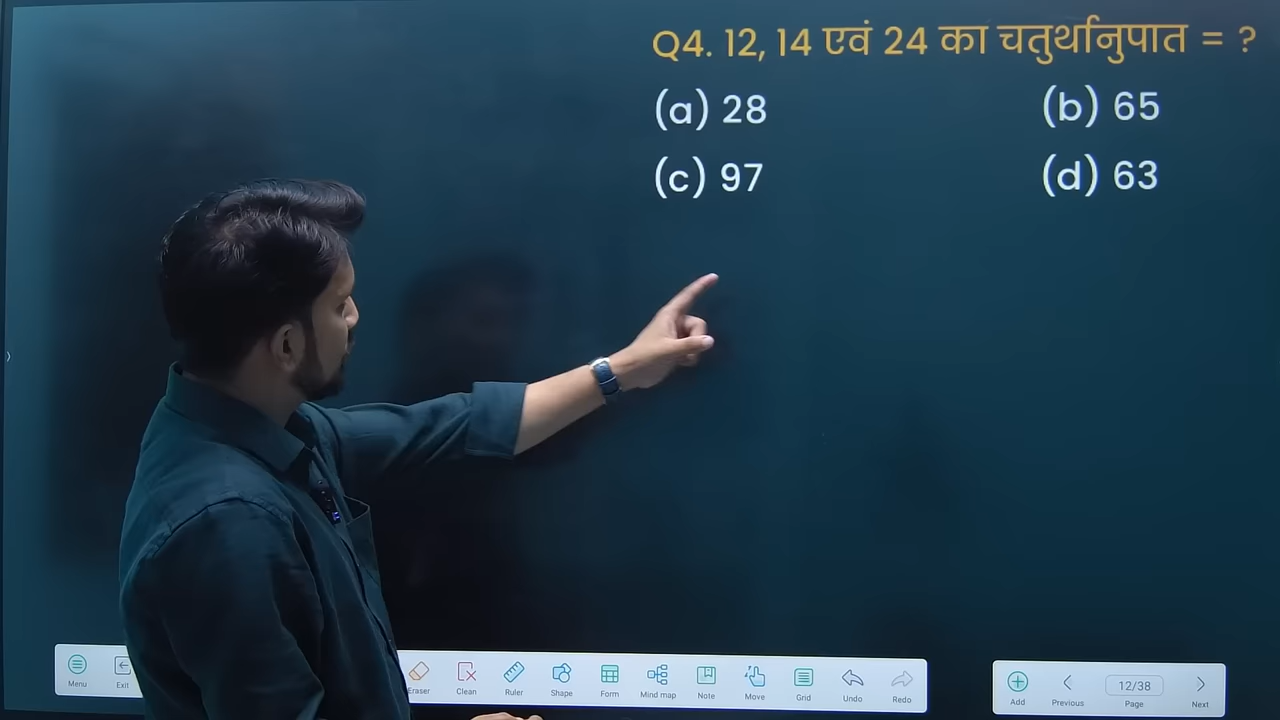 Q4. 12, 14 एवं 24 का चतुर्थानुपात = ?
(a) 28 (b) 65
(c) 97 (d) 63
Menu Exit Eraser Clean Ruler Shape Form Mind map Note Move Grid Undo Redo Add Previous 12/38 Page Next